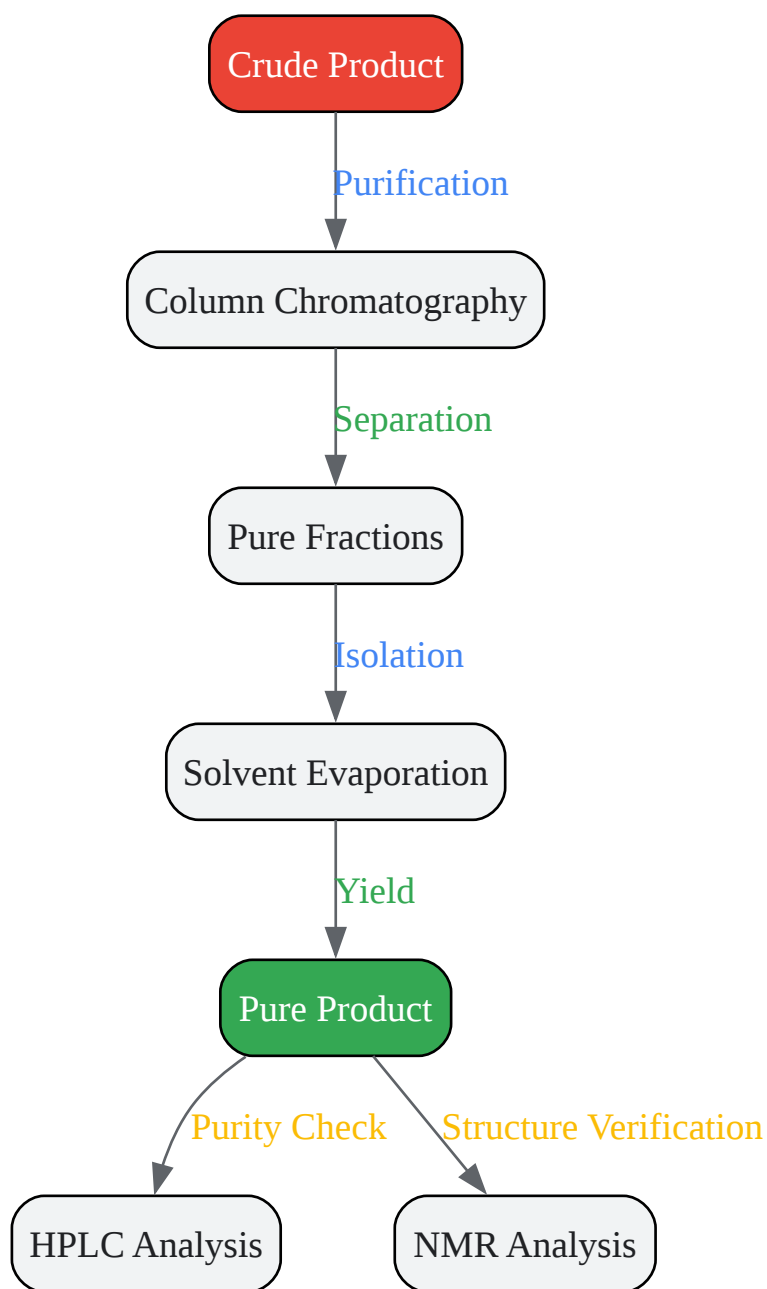 Crude Product
Purification
Column Chromatography
Separation
Pure Fractions
Isolation
Solvent Evaporation
Yield
Pure Product
Purity Check
Structure Verification
HPLC Analysis
NMR Analysis